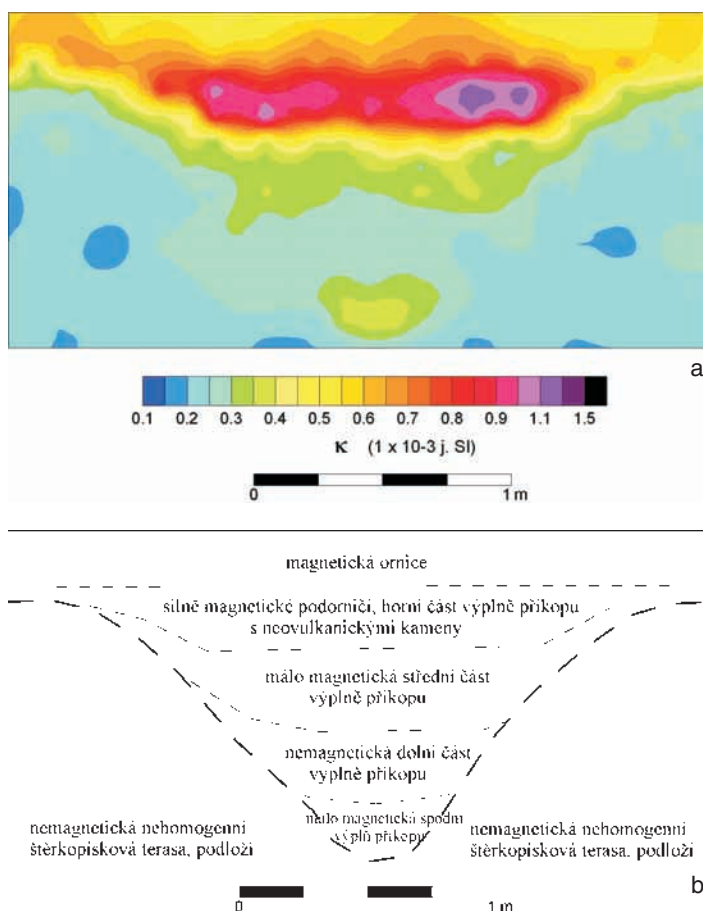 a
0.1 0.2 0.3 0.4 0.5 0.6 0.7 0.8 0.9 1.1 1.5
κ (1 x 10-3 j. SI)
0 1 m
magnetická ornice
silně magnetické podorničí, horní část výplně příkopu
s neovulkanickými kameny
málo magnetická střední část
výplně příkopu
nemagnetická dolní část
výplně příkopu
málo magnetická spodní
výplň příkopu
nemagnetická nehomogenní
štěrkopísková terasa, podloží
nemagnetická nehomogenní
štěrkopísková terasa, podloží
b
0 1 m